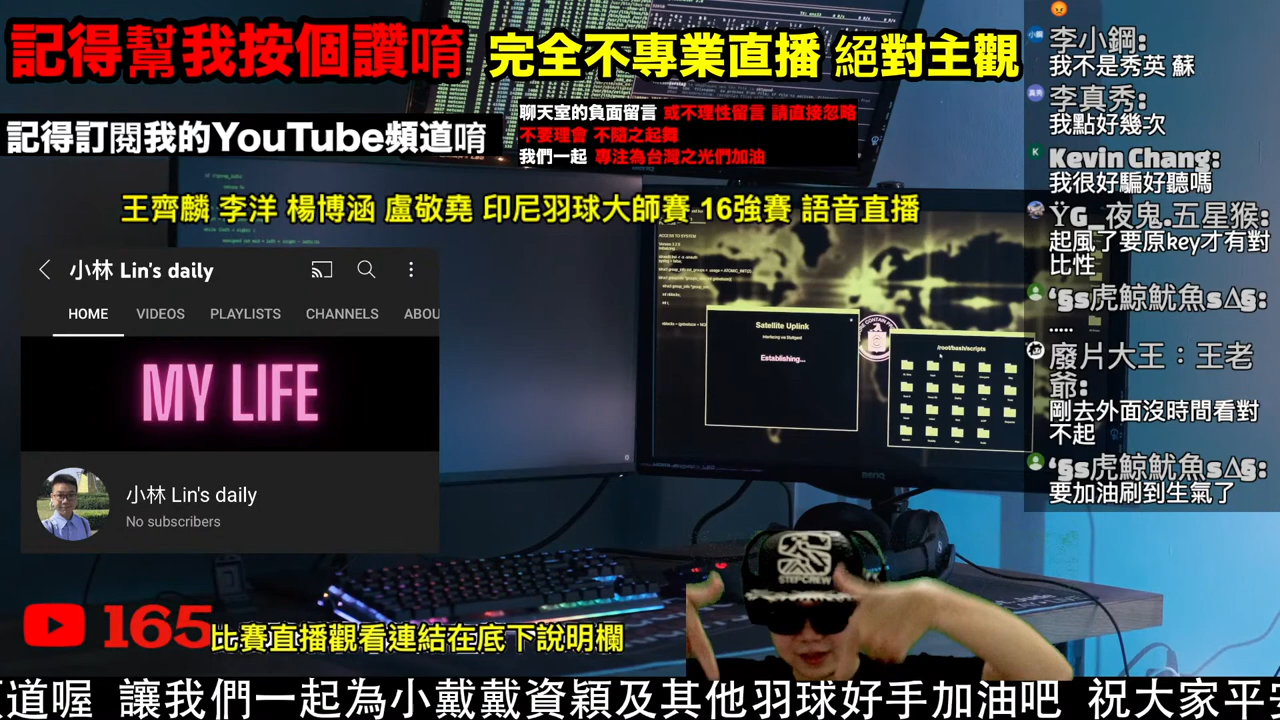 記得幫我按個讚唷
完全不專業直播 絕對主觀
聊天室的負面留言 或不理性留言 請直接忽略
不要理會 不隨之起舞
我們一起 專注為台灣之光們加油
記得訂閱我的YouTube頻道唷
王齊麟 李洋 楊博涵 盧敬堯 印尼羽球大師賽 16強賽 語音直播
小林 Lin's daily
HOME VIDEOS PLAYLISTS CHANNELS ABOU
MY LIFE
小林 Lin's daily
No subscribers
Satellite Uplink
Establishing...
/root/bash/scripts
BENQ
STEPCREW
165
比賽直播觀看連結在底下說明欄
道喔 讓我們一起為小戴戴資穎及其他羽球好手加油吧 祝大家平安
李小鋼:
我不是秀英 蘇
李真秀:
我點好幾次
Kevin Chang:
我很好騙好聽嗎
ŸG_夜鬼.五星猴:
起風了要原key才有對
比性
‘§s虎鯨魷魚s∆§:
.....
廢片大王：王老
爺:
剛去外面沒時間看對
不起
‘§s虎鯨魷魚s∆§:
要加油刷到生氣了